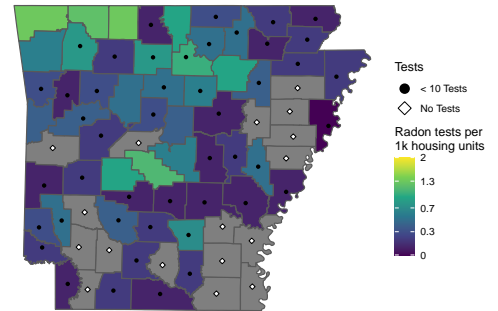 Tests
< 10 Tests
No Tests
Radon tests per
1k housing units
2
1.3
0.7
0.3
0